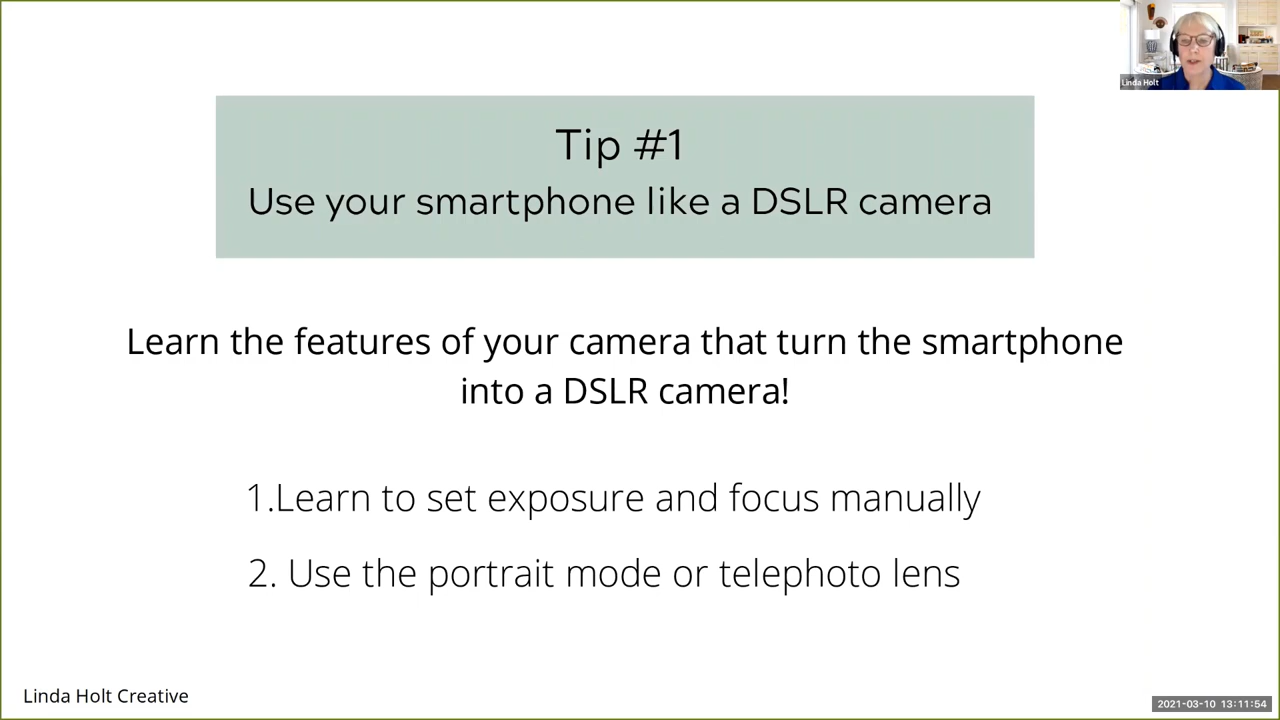 Linda Holt
Tip #1
Use your smartphone like a DSLR camera
Learn the features of your camera that turn the smartphone
into a DSLR camera!
1.Learn to set exposure and focus manually
2. Use the portrait mode or telephoto lens
Linda Holt Creative
2021-03-10 13:11:54